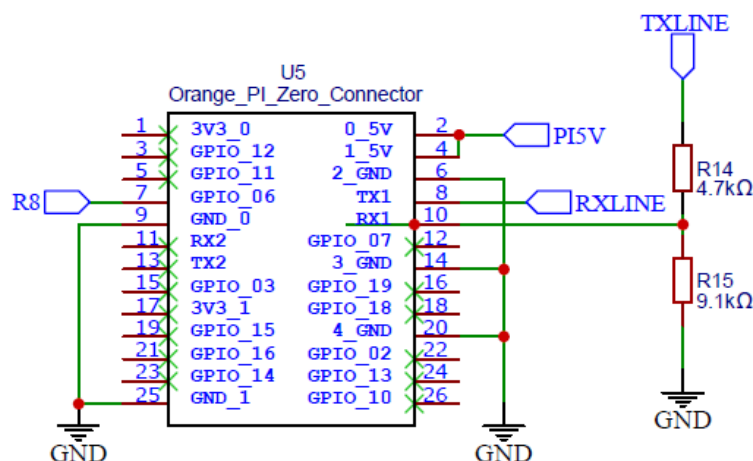 TXLINE
U5
Orange_PI_Zero_Connector
1 3V3_0 0_5V 2
3 GPIO_12 1_5V 4 PI5V
5 GPIO_11 2_GND 6
R8 7 GPIO_06 TX1 8 RXLINE
9 GND_0 RX1 10
11 RX2 GPIO_07 12
13 TX2 3_GND 14
15 GPIO_03 GPIO_19 16
17 3V3_1 GPIO_18 18
19 GPIO_15 4_GND 20
21 GPIO_16 GPIO_02 22
23 GPIO_14 GPIO_13 24
25 GND_1 GPIO_10 26
R14
4.7kΩ
R15
9.1kΩ
GND
GND
GND